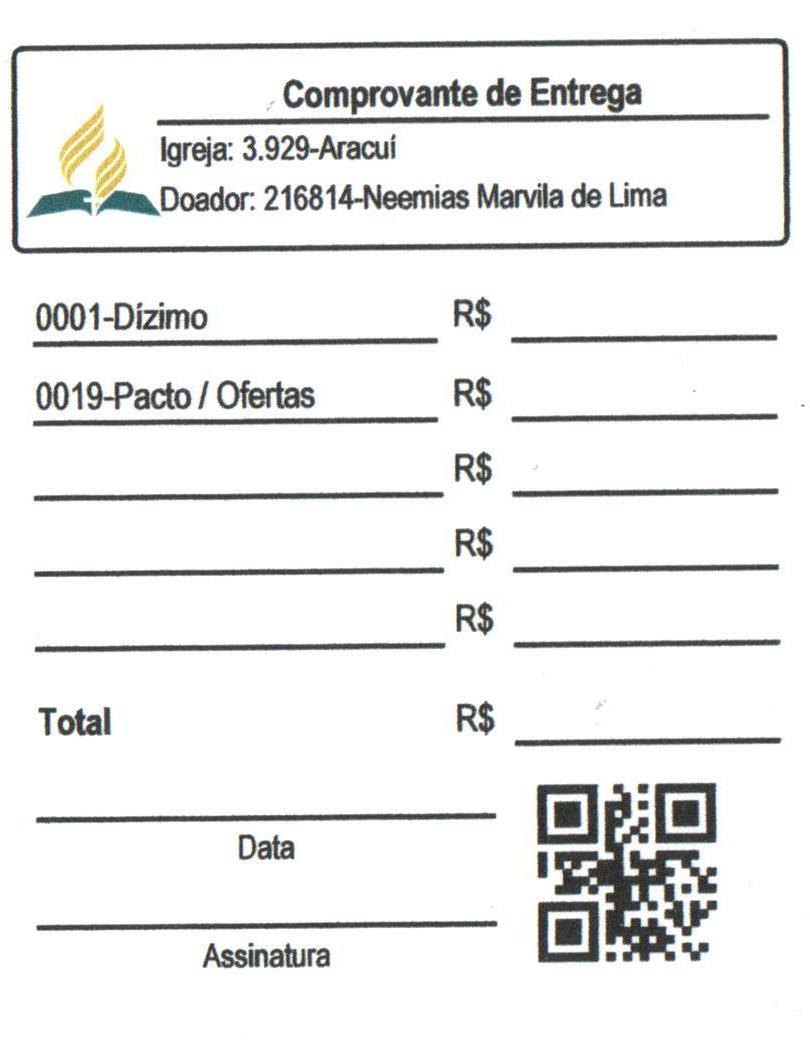 Comprovante de Entrega
Igreja: 3.929-Aracuí
Doador: 216814-Neemias Marvila de Lima
0001-Dízimo R$
0019-Pacto / Ofertas R$
R$
R$
R$
Total R$
Data
Assinatura